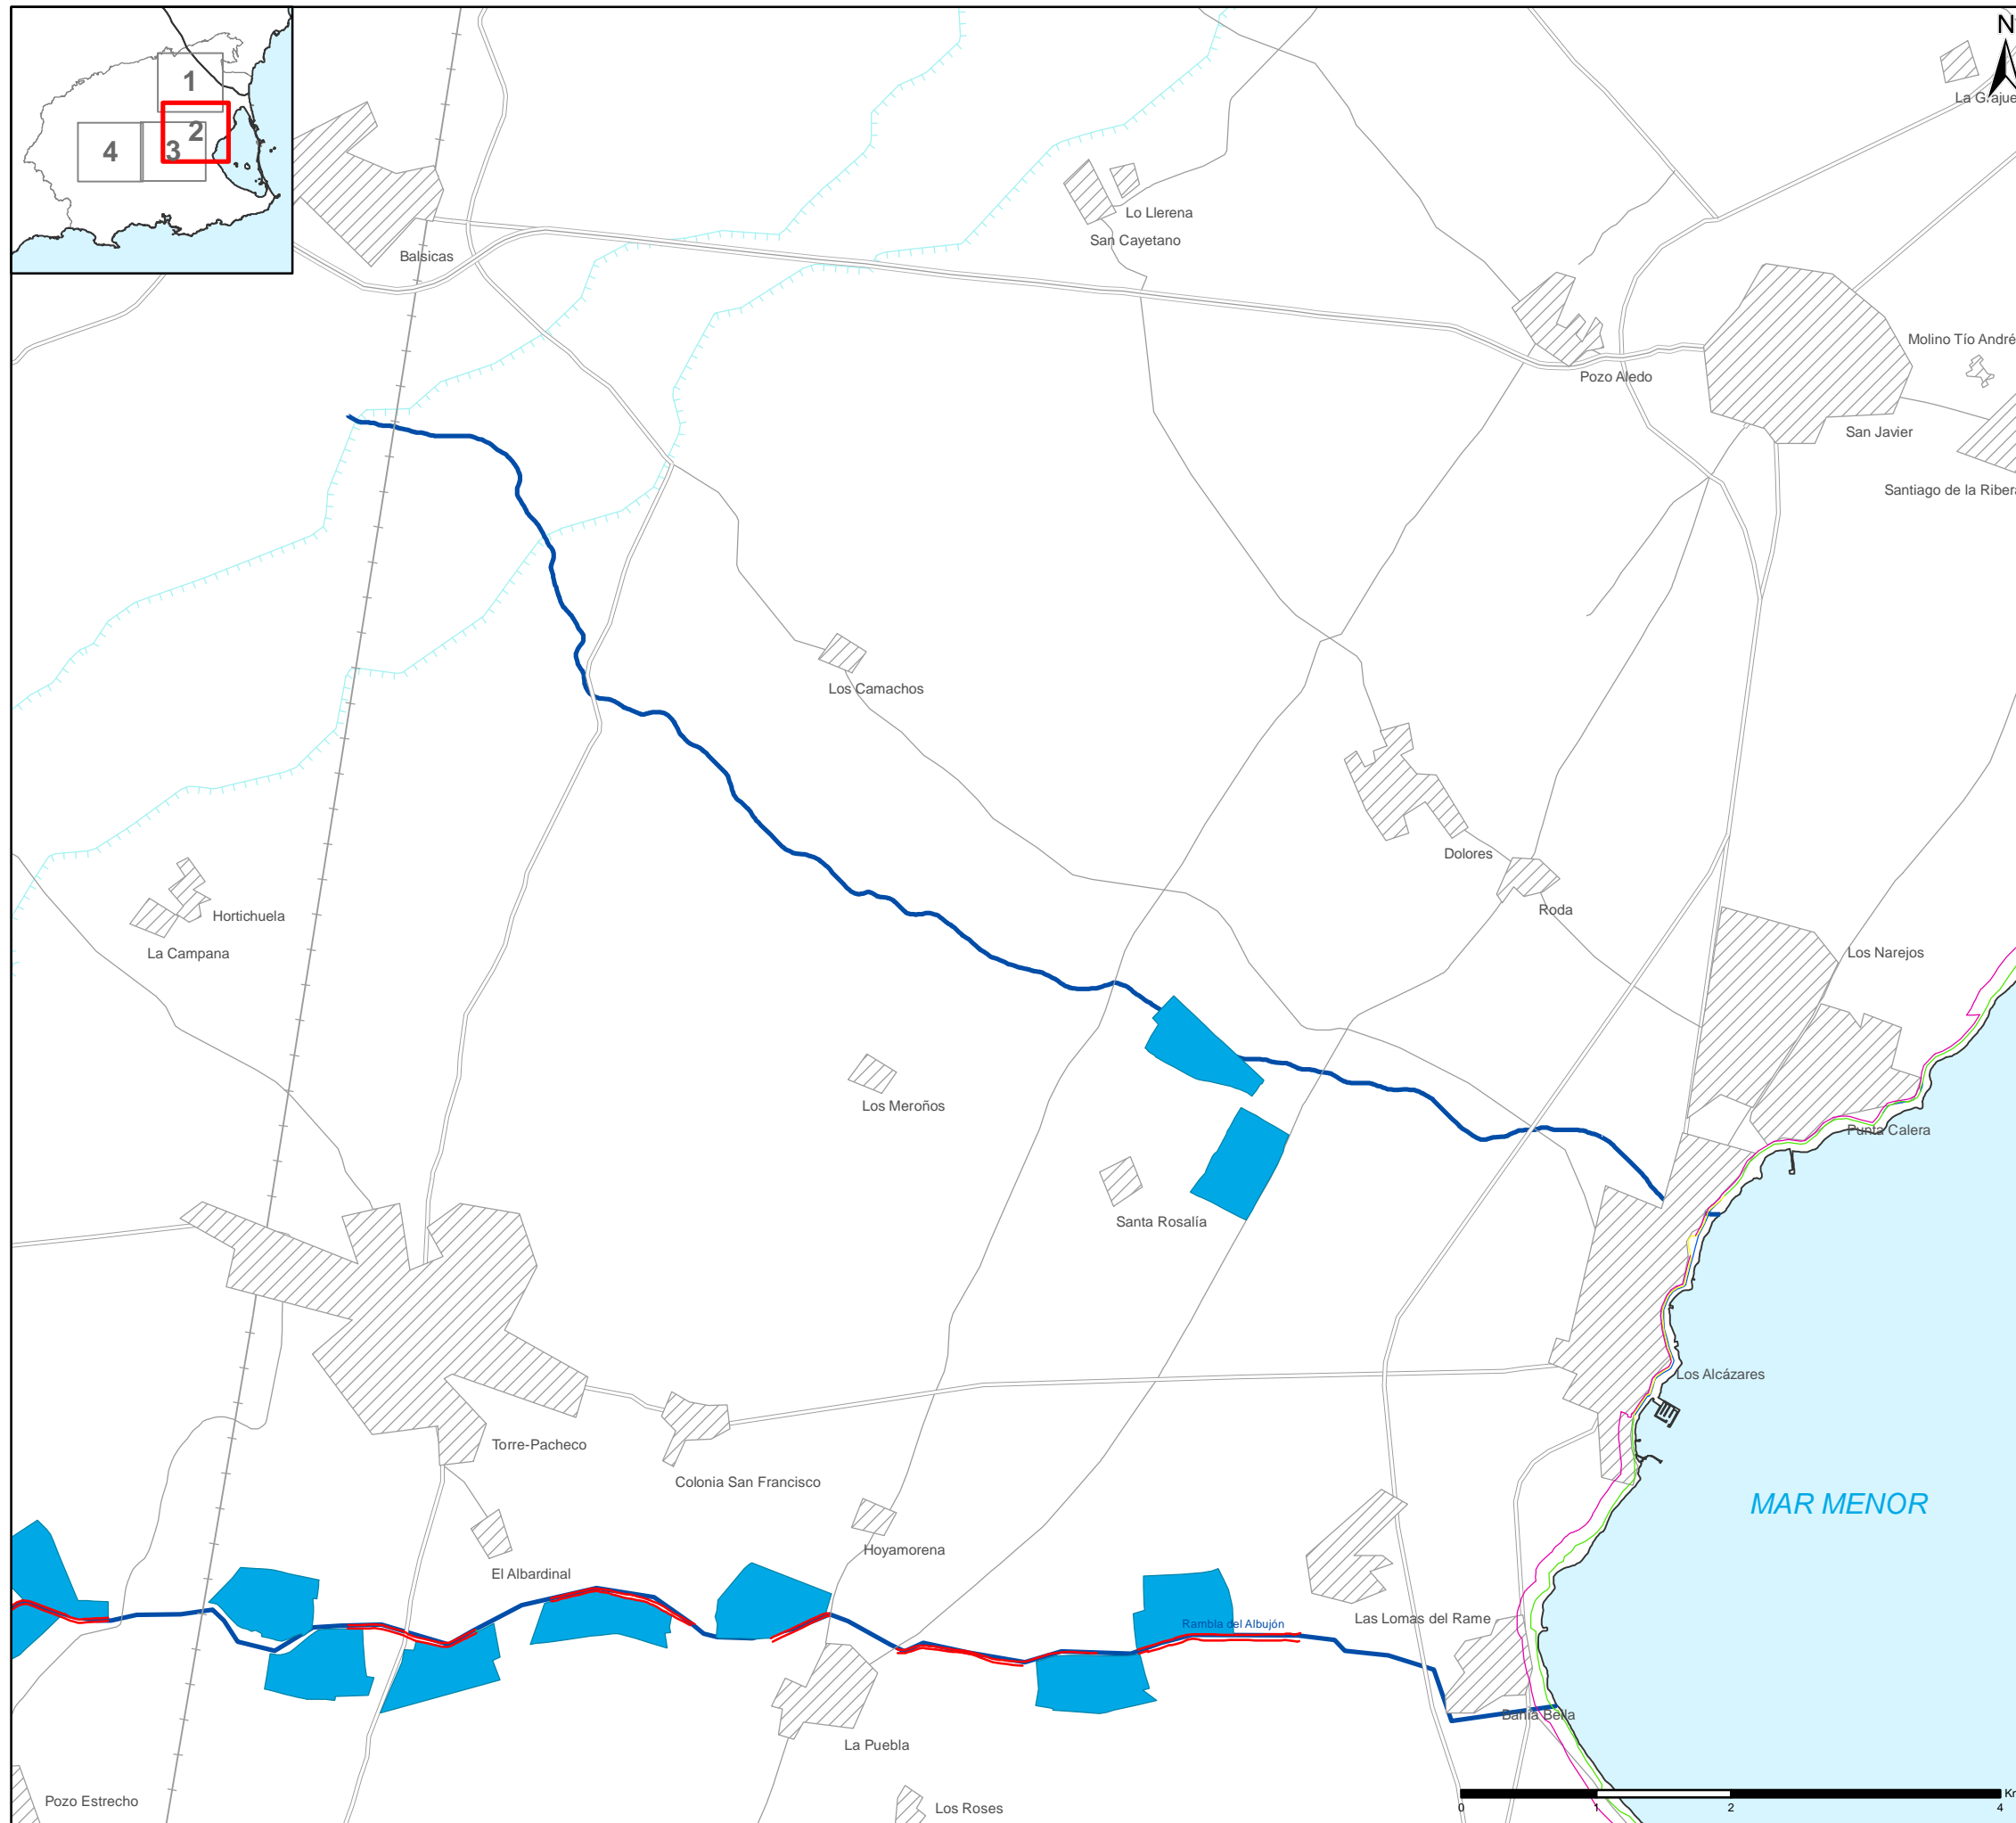 N
1
2
3
4
La Grajue
Lo Llerena
San Cayetano
Balsicas
Molino Tío André
Pozo Aledo
San Javier
Santiago de la Ribera
Los Camachos
Dolores
Hortichuela
Roda
La Campana
Los Narejos
Los Meroños
Punta Calera
Santa Rosalía
Los Alcázares
Torre-Pacheco
Colonia San Francisco
MAR MENOR
Hoyamorena
El Albardinal
Las Lomas del Rame
Rambla del Albujón
Bahía Bella
La Puebla
Pozo Estrecho
Los Roses
Km
0 1 2 4